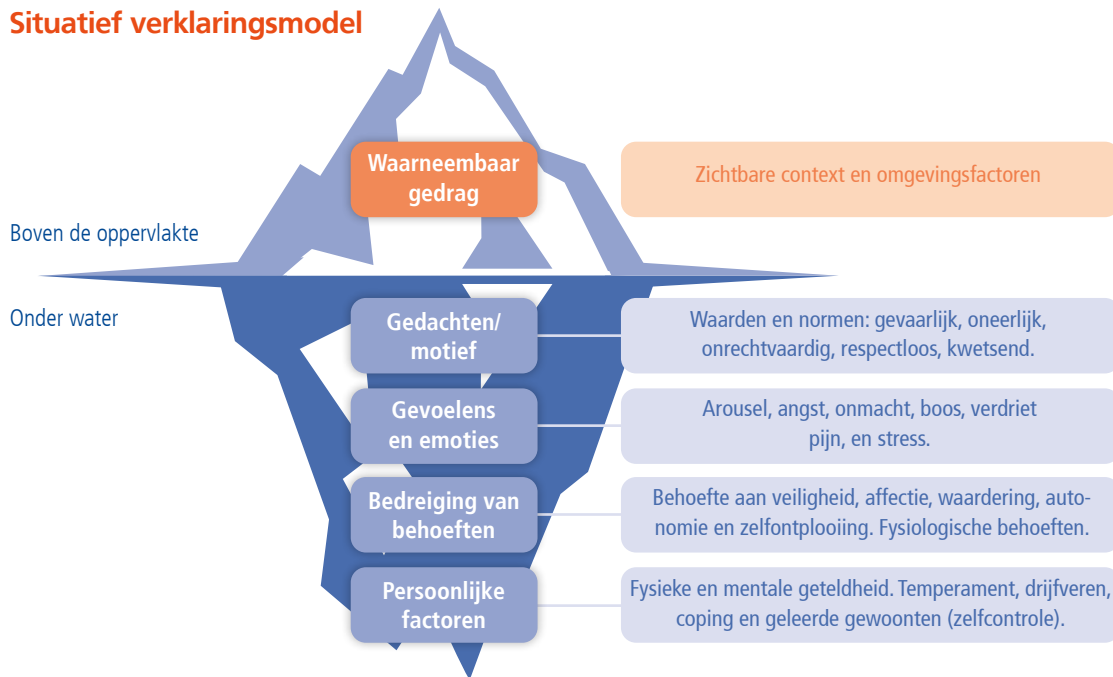 Situatief verklaringsmodel
Waarneembaar
gedrag
Zichtbare context en omgevingsfactoren
Boven de oppervlakte
Onder water
Gedachten/
motief
Waarden en normen: gevaarlijk, oneerlijk,
onrechtvaardig, respectloos, kwetsend.
Gevoelens
en emoties
Arousel, angst, onmacht, boos, verdriet
pijn, en stress.
Bedreiging van
behoeften
Behoefte aan veiligheid, affectie, waardering, auto-
nomie en zelfontplooiing. Fysiologische behoeften.
Persoonlijke
factoren
Fysieke en mentale geteldheid. Temperament, drijfveren,
coping en geleerde gewoonten (zelfcontrole).